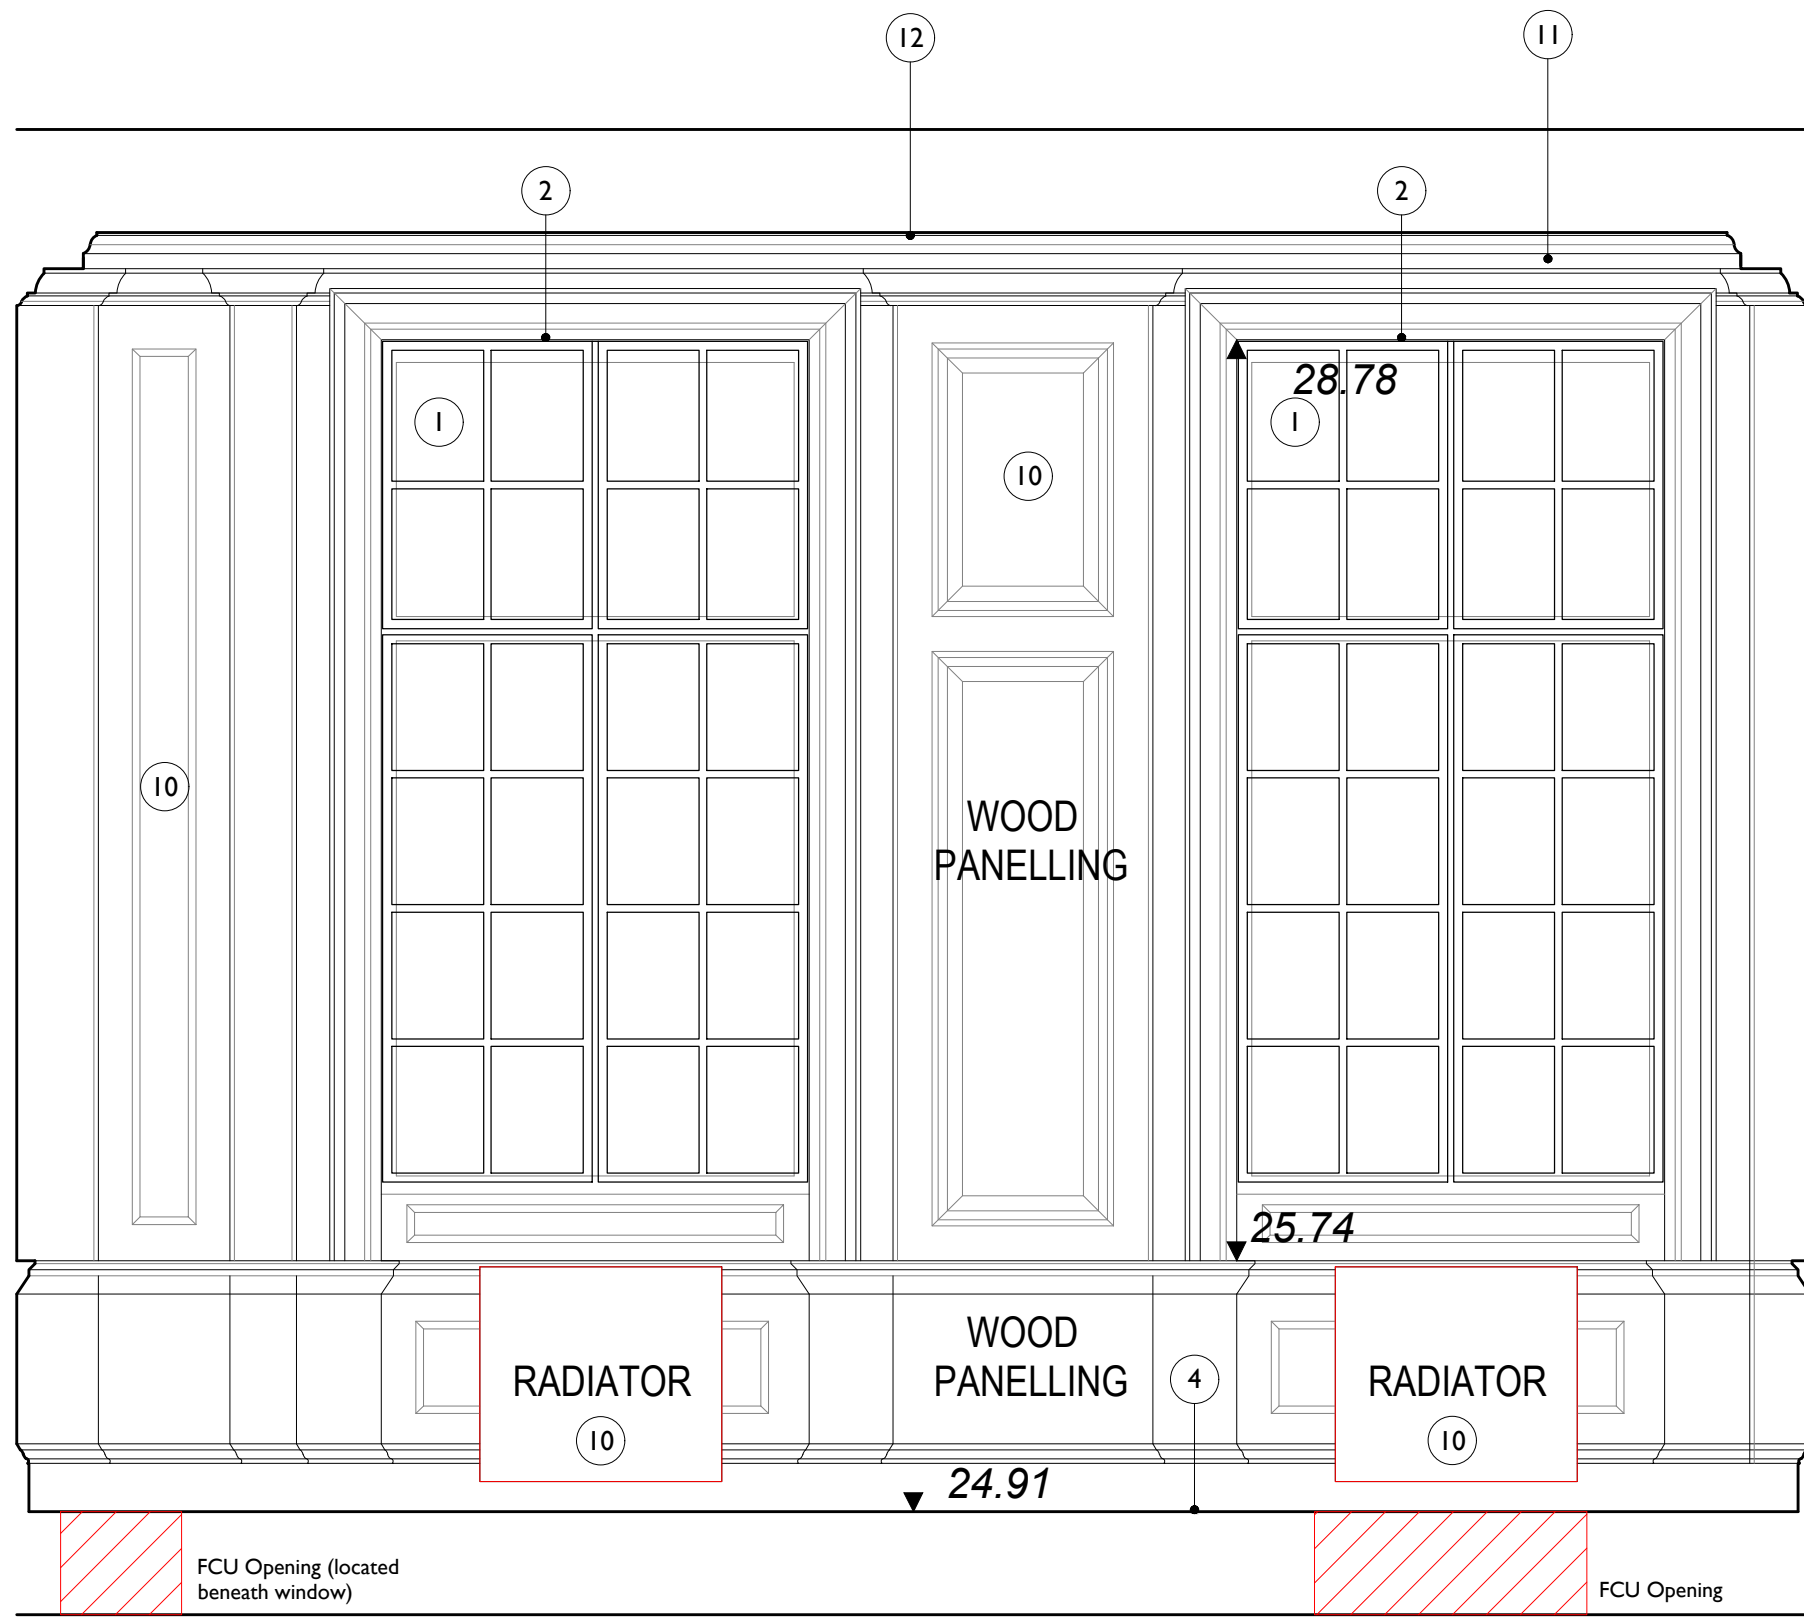 12
11
2
2
28.78
1
1
10
10
WOOD
PANELLING
25.74
WOOD
PANELLING
RADIATOR
RADIATOR
4
10
10
24.91
FCU Opening (located
beneath window)
FCU Opening